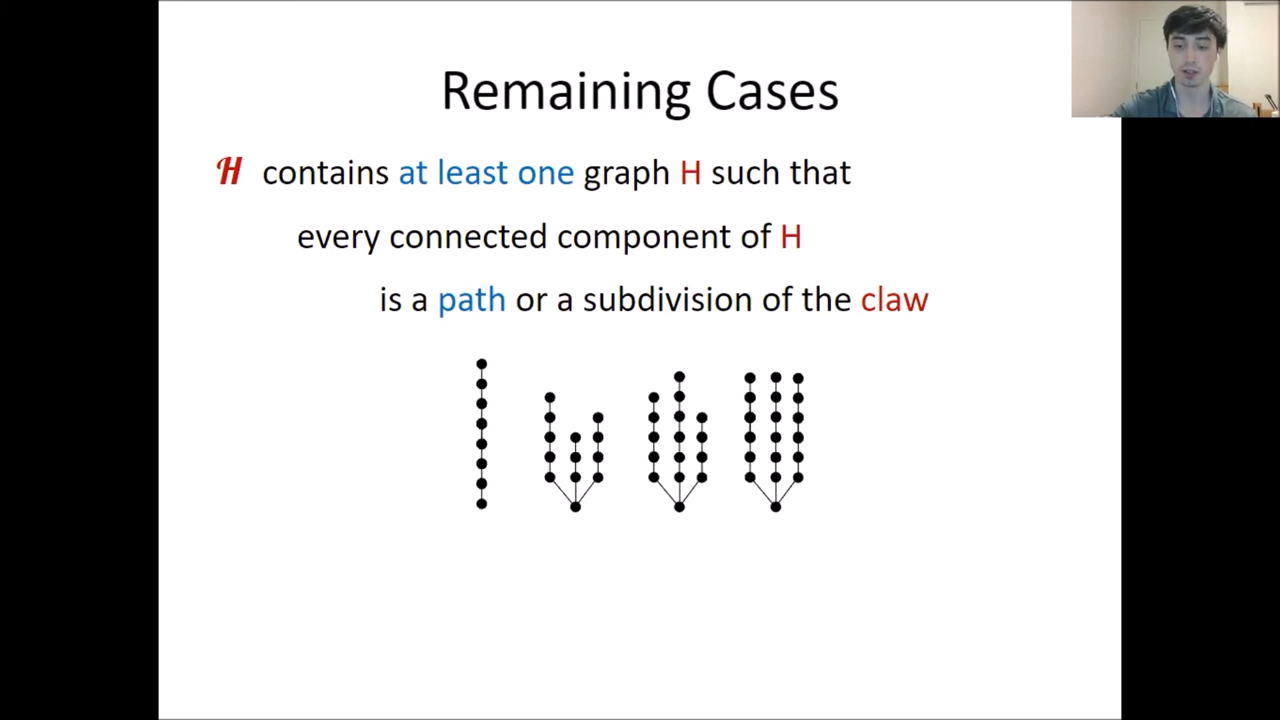 Remaining Cases
H contains at least one graph H such that
every connected component of H
is a path or a subdivision of the claw